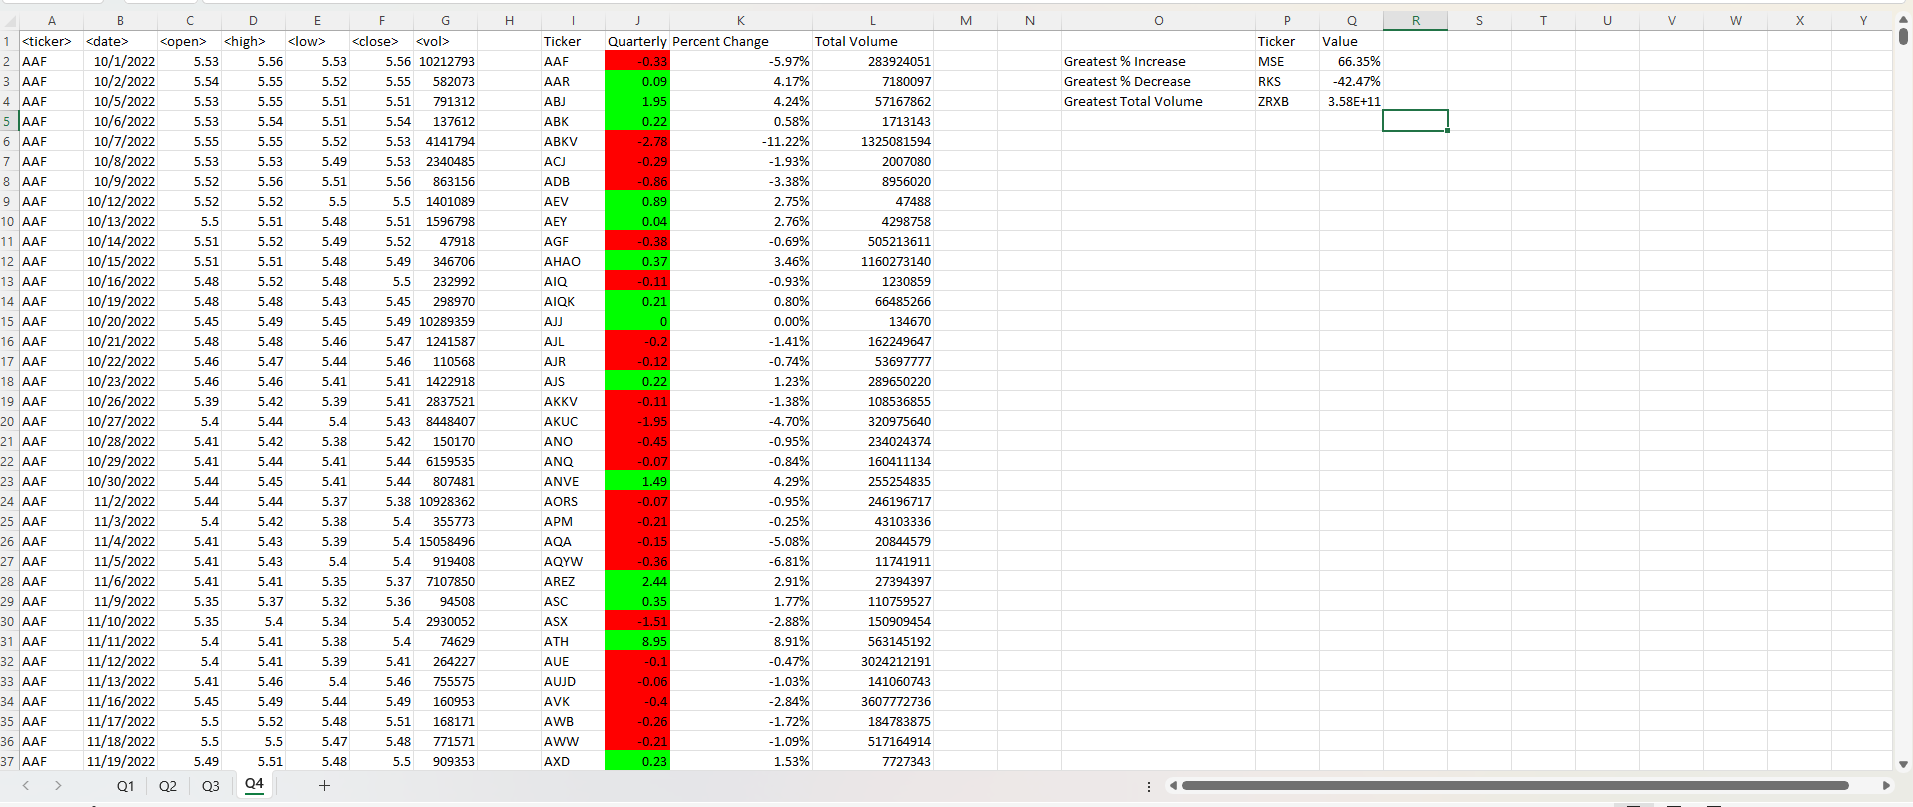 A B C D E F G H I J K L M N O P Q R S T U V W X Y
1 <ticker> <date> <open> <high> <low> <close> <vol> Ticker Quarterly Percent Change Total Volume Ticker Value
2 AAF 10/1/2022 5.53 5.56 5.53 5.56 10212793 AAF -0.33 -5.97% 283924051 Greatest % Increase MSE 66.35%
3 AAF 10/2/2022 5.54 5.55 5.52 5.55 582073 AAR 0.09 4.17% 7180097 Greatest % Decrease RKS -42.47%
4 AAF 10/5/2022 5.53 5.55 5.51 5.51 791312 ABJ 1.95 4.24% 57167862 Greatest Total Volume ZRXB 3.58E+11
5 AAF 10/6/2022 5.53 5.54 5.51 5.54 137612 ABK 0.22 0.58% 1713143
6 AAF 10/7/2022 5.55 5.55 5.52 5.53 4141794 ABKV -2.78 -11.22% 1325081594
7 AAF 10/8/2022 5.53 5.53 5.49 5.53 2340485 ACJ -0.29 -1.93% 2007080
8 AAF 10/9/2022 5.52 5.56 5.51 5.56 863156 ADB -0.86 -3.38% 8956020
9 AAF 10/12/2022 5.52 5.52 5.5 5.5 1401089 AEV 0.89 2.75% 47488
10 AAF 10/13/2022 5.5 5.51 5.48 5.51 1596798 AEY 0.04 2.76% 4298758
11 AAF 10/14/2022 5.51 5.52 5.49 5.52 47918 AGF -0.38 -0.69% 505213611
12 AAF 10/15/2022 5.51 5.51 5.48 5.49 346706 AHAO 0.37 3.46% 1160273140
13 AAF 10/16/2022 5.48 5.52 5.48 5.5 232992 AIQ -0.11 -0.93% 1230859
14 AAF 10/19/2022 5.48 5.48 5.43 5.45 298970 AIQK 0.21 0.80% 66485266
15 AAF 10/20/2022 5.45 5.49 5.45 5.49 10289359 AJJ 0 0.00% 134670
16 AAF 10/21/2022 5.48 5.48 5.46 5.47 1241587 AJL -0.2 -1.41% 162249647
17 AAF 10/22/2022 5.46 5.47 5.44 5.46 110568 AJR -0.12 -0.74% 53697777
18 AAF 10/23/2022 5.46 5.46 5.41 5.41 1422918 AJS 0.22 1.23% 289650220
19 AAF 10/26/2022 5.39 5.42 5.39 5.41 2837521 AKKV -0.11 -1.38% 108536855
20 AAF 10/27/2022 5.4 5.44 5.4 5.43 8448407 AKUC -1.95 -4.70% 320975640
21 AAF 10/28/2022 5.41 5.42 5.38 5.42 150170 ANO -0.45 -0.95% 234024374
22 AAF 10/29/2022 5.41 5.44 5.41 5.44 6159535 ANQ -0.07 -0.84% 160411134
23 AAF 10/30/2022 5.44 5.45 5.41 5.44 807481 ANVE 1.49 4.29% 255254835
24 AAF 11/2/2022 5.44 5.44 5.37 5.38 10928362 AORS -0.07 -0.95% 246196717
25 AAF 11/3/2022 5.4 5.42 5.38 5.4 355773 APM -0.21 -0.25% 43103336
26 AAF 11/4/2022 5.41 5.43 5.39 5.4 15058496 AQA -0.15 -5.08% 20844579
27 AAF 11/5/2022 5.41 5.43 5.4 5.4 919408 AQYW -0.36 -6.81% 11741911
28 AAF 11/6/2022 5.41 5.41 5.35 5.37 7107850 AREZ 2.44 2.91% 27394397
29 AAF 11/9/2022 5.35 5.37 5.32 5.36 94508 ASC 0.35 1.77% 110759527
30 AAF 11/10/2022 5.35 5.4 5.34 5.4 2930052 ASX -1.51 -2.88% 150909454
31 AAF 11/11/2022 5.4 5.41 5.38 5.4 74629 ATH 8.95 8.91% 563145192
32 AAF 11/12/2022 5.4 5.41 5.39 5.41 264227 AUE -0.1 -0.47% 3024212191
33 AAF 11/13/2022 5.41 5.46 5.4 5.46 755575 AUJD -0.06 -1.03% 141060743
34 AAF 11/16/2022 5.45 5.49 5.44 5.49 160953 AVK -0.4 -2.84% 3607772736
35 AAF 11/17/2022 5.5 5.52 5.48 5.51 168171 AWB -0.26 -1.72% 184783875
36 AAF 11/18/2022 5.5 5.5 5.47 5.48 771571 AWW -0.21 -1.09% 517164914
37 AAF 11/19/2022 5.49 5.51 5.48 5.5 909353 AXD 0.23 1.53% 7727343
Q1 Q2 Q3 Q4 +